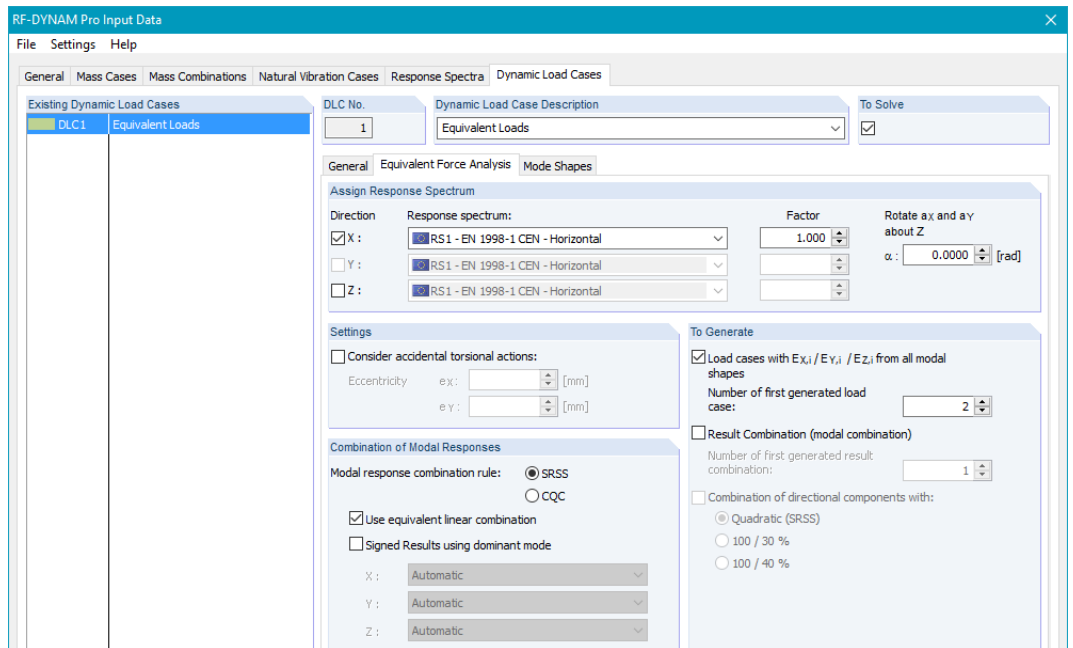 RF-DYNAM Pro Input Data
File Settings Help
General Mass Cases Mass Combinations Natural Vibration Cases Response Spectra Dynamic Load Cases
Existing Dynamic Load Cases
DLC1 Equivalent Loads
DLC No.
1
Dynamic Load Case Description
Equivalent Loads
To Solve
General Equivalent Force Analysis Mode Shapes
Assign Response Spectrum
Direction Response spectrum: Factor Rotate aX and aY
about Z
X : RS1 - EN 1998-1 CEN - Horizontal 1.000
α : 0.0000 [rad]
Y : RS1 - EN 1998-1 CEN - Horizontal
Z : RS1 - EN 1998-1 CEN - Horizontal
Settings
Consider accidental torsional actions:
Eccentricity eX : [mm]
eY : [mm]
Combination of Modal Responses
Modal response combination rule: SRSS
CQC
Use equivalent linear combination
Signed Results using dominant mode
X : Automatic
Y : Automatic
Z : Automatic
To Generate
Load cases with EX,i / EY,i / EZ,i from all modal
shapes
Number of first generated load
case: 2
Result Combination (modal combination)
Number of first generated result
combination: 1
Combination of directional components with:
Quadratic (SRSS)
100 / 30 %
100 / 40 %